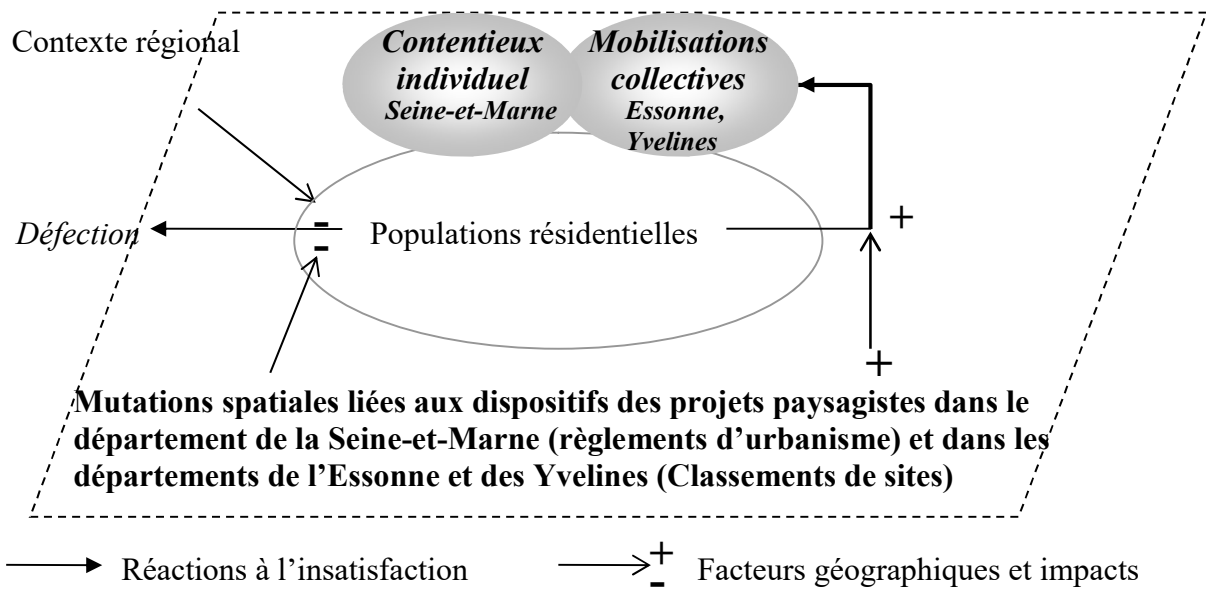 Contexte régional
Contentieux
individuel
Seine-et-Marne
Mobilisations
collectives
Essonne,
Yvelines
Défection
-
-
Populations résidentielles
+
+
Mutations spatiales liées aux dispositifs des projets paysagistes dans le
département de la Seine-et-Marne (règlements d’urbanisme) et dans les
départements de l’Essonne et des Yvelines (Classements de sites)
Réactions à l’insatisfaction
+
-
Facteurs géographiques et impacts